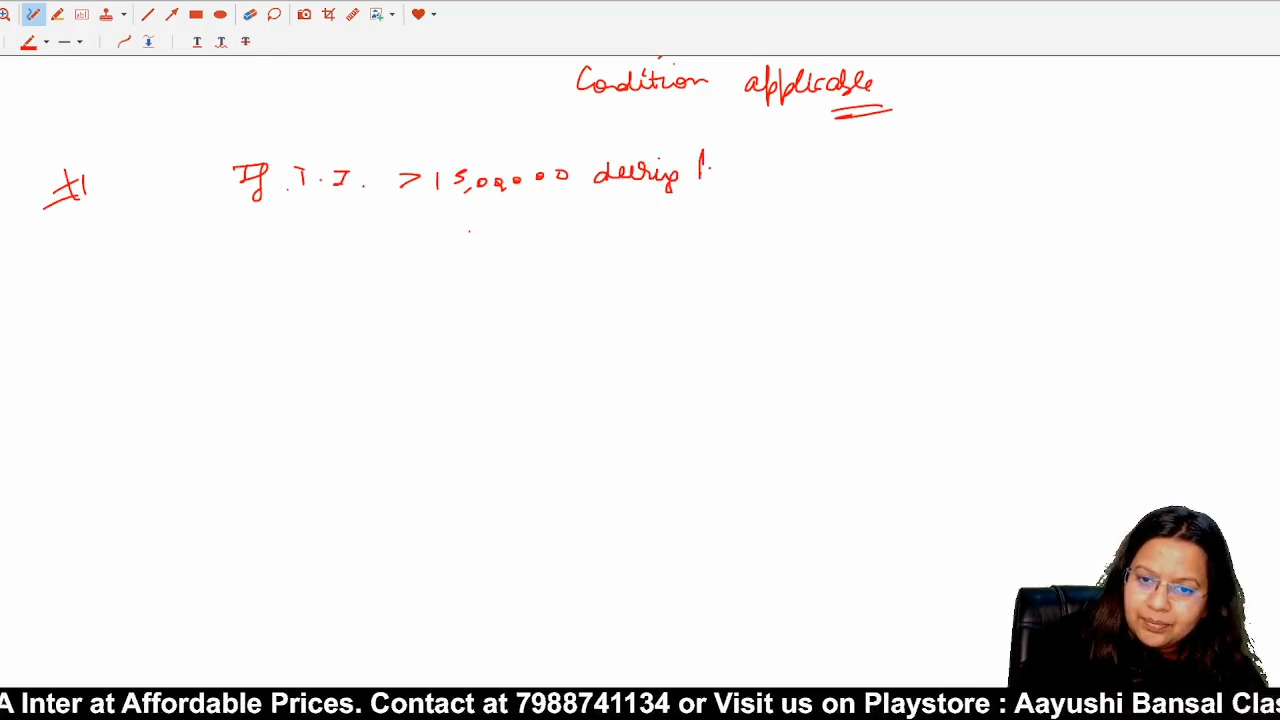 Condition applicable
If T.I. > 15,00,000 during P.
A Inter at Affordable Prices. Contact at 7988741134 or Visit us on Playstore : Aayushi Bansal Clas